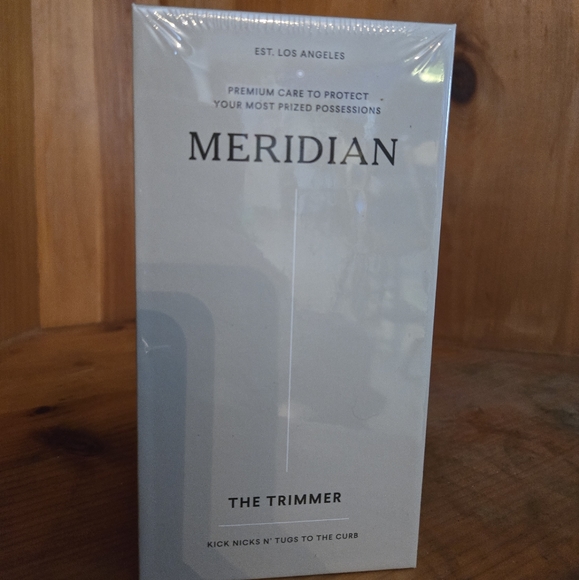 EST. LOS ANGELES
PREMIUM CARE TO PROTECT
YOUR MOST PRIZED POSSESSIONS
MERIDIAN
THE TRIMMER
KICK NICKS N' TUGS TO THE CURB